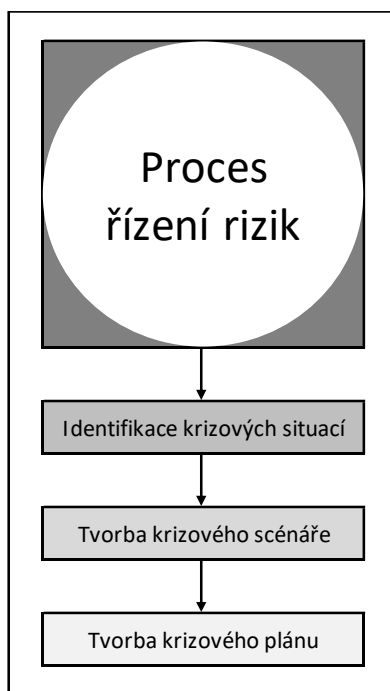 Proces
řízení rizik
Identifikace krizových situací
Tvorba krizového scénáře
Tvorba krizového plánu